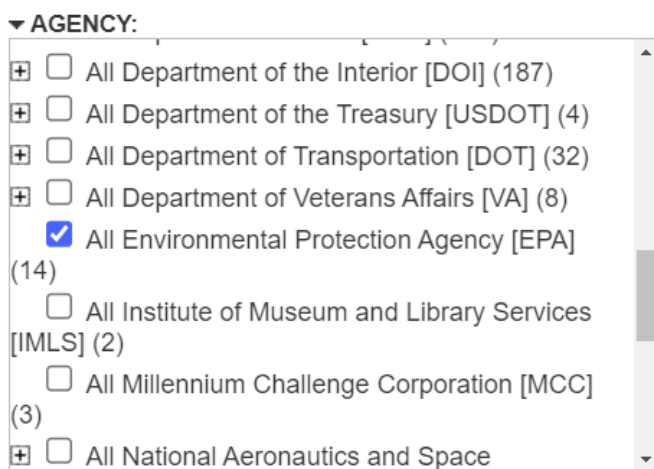 AGENCY:
All Department of the Interior [DOI] (187)
All Department of the Treasury [USDOT] (4)
All Department of Transportation [DOT] (32)
All Department of Veterans Affairs [VA] (8)
All Environmental Protection Agency [EPA]
(14)
All Institute of Museum and Library Services
[IMLS] (2)
All Millennium Challenge Corporation [MCC]
(3)
All National Aeronautics and Space